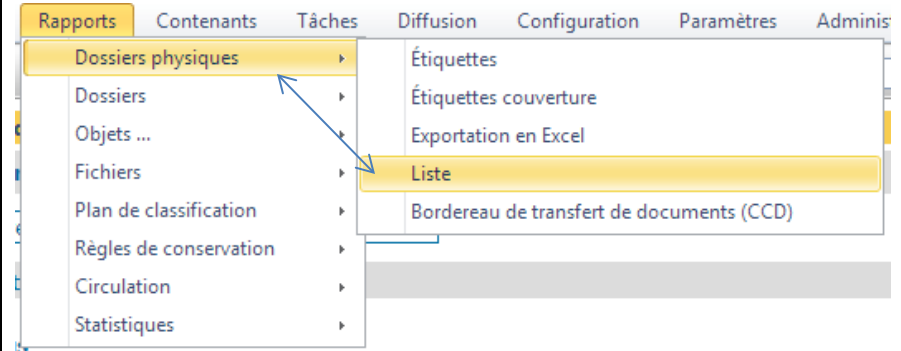 Rapports Contenants Tâches Diffusion Configuration Paramètres Adminis
Dossiers physiques
Dossiers
Objets ...
Fichiers
Plan de classification
Règles de conservation
Circulation
Statistiques
Étiquettes
Étiquettes couverture
Exportation en Excel
Liste
Bordereau de transfert de documents (CCD)